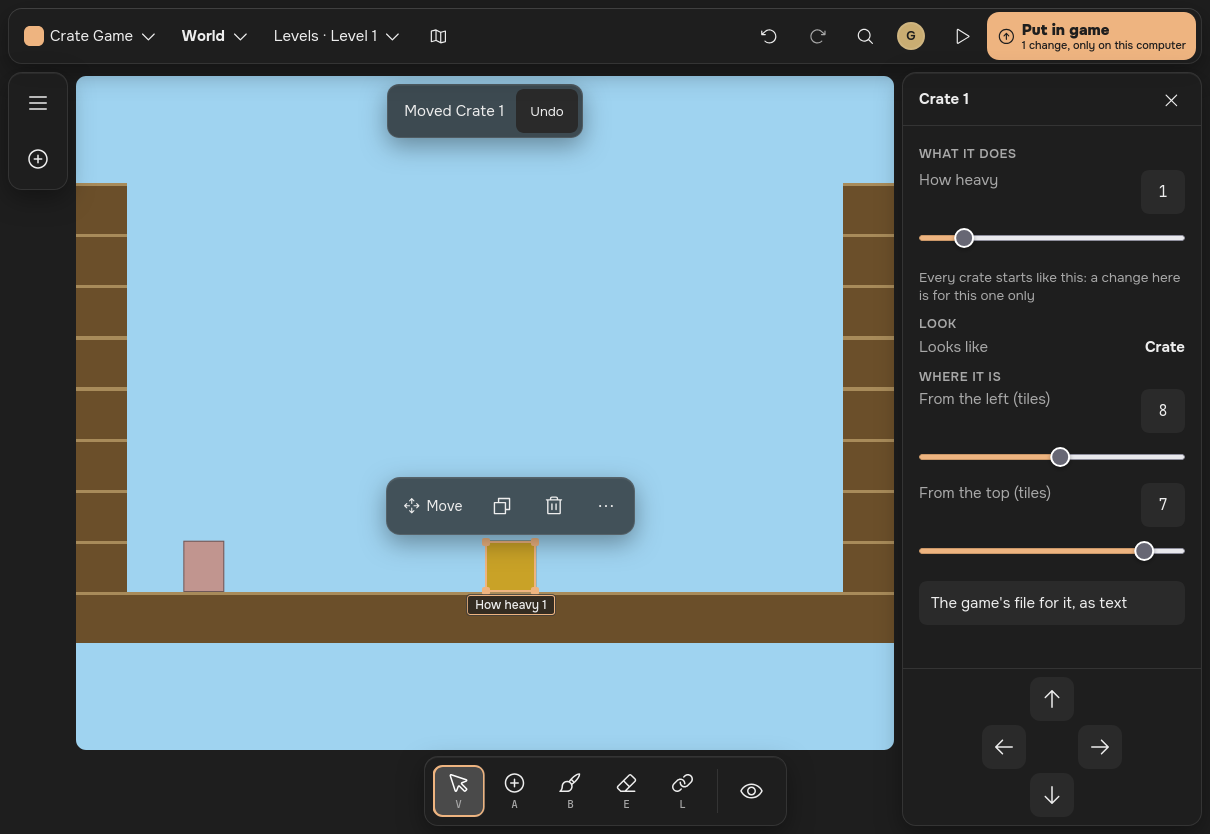 Crate Game
World
Levels · Level 1
G
Put in game
1 change, only on this computer
Moved Crate 1
Undo
Crate 1
WHAT IT DOES
How heavy
1
Every crate starts like this: a change here
is for this one only
LOOK
Looks like
Crate
WHERE IT IS
From the left (tiles)
8
From the top (tiles)
7
The game's file for it, as text
Move
How heavy 1
V
A
B
E
L